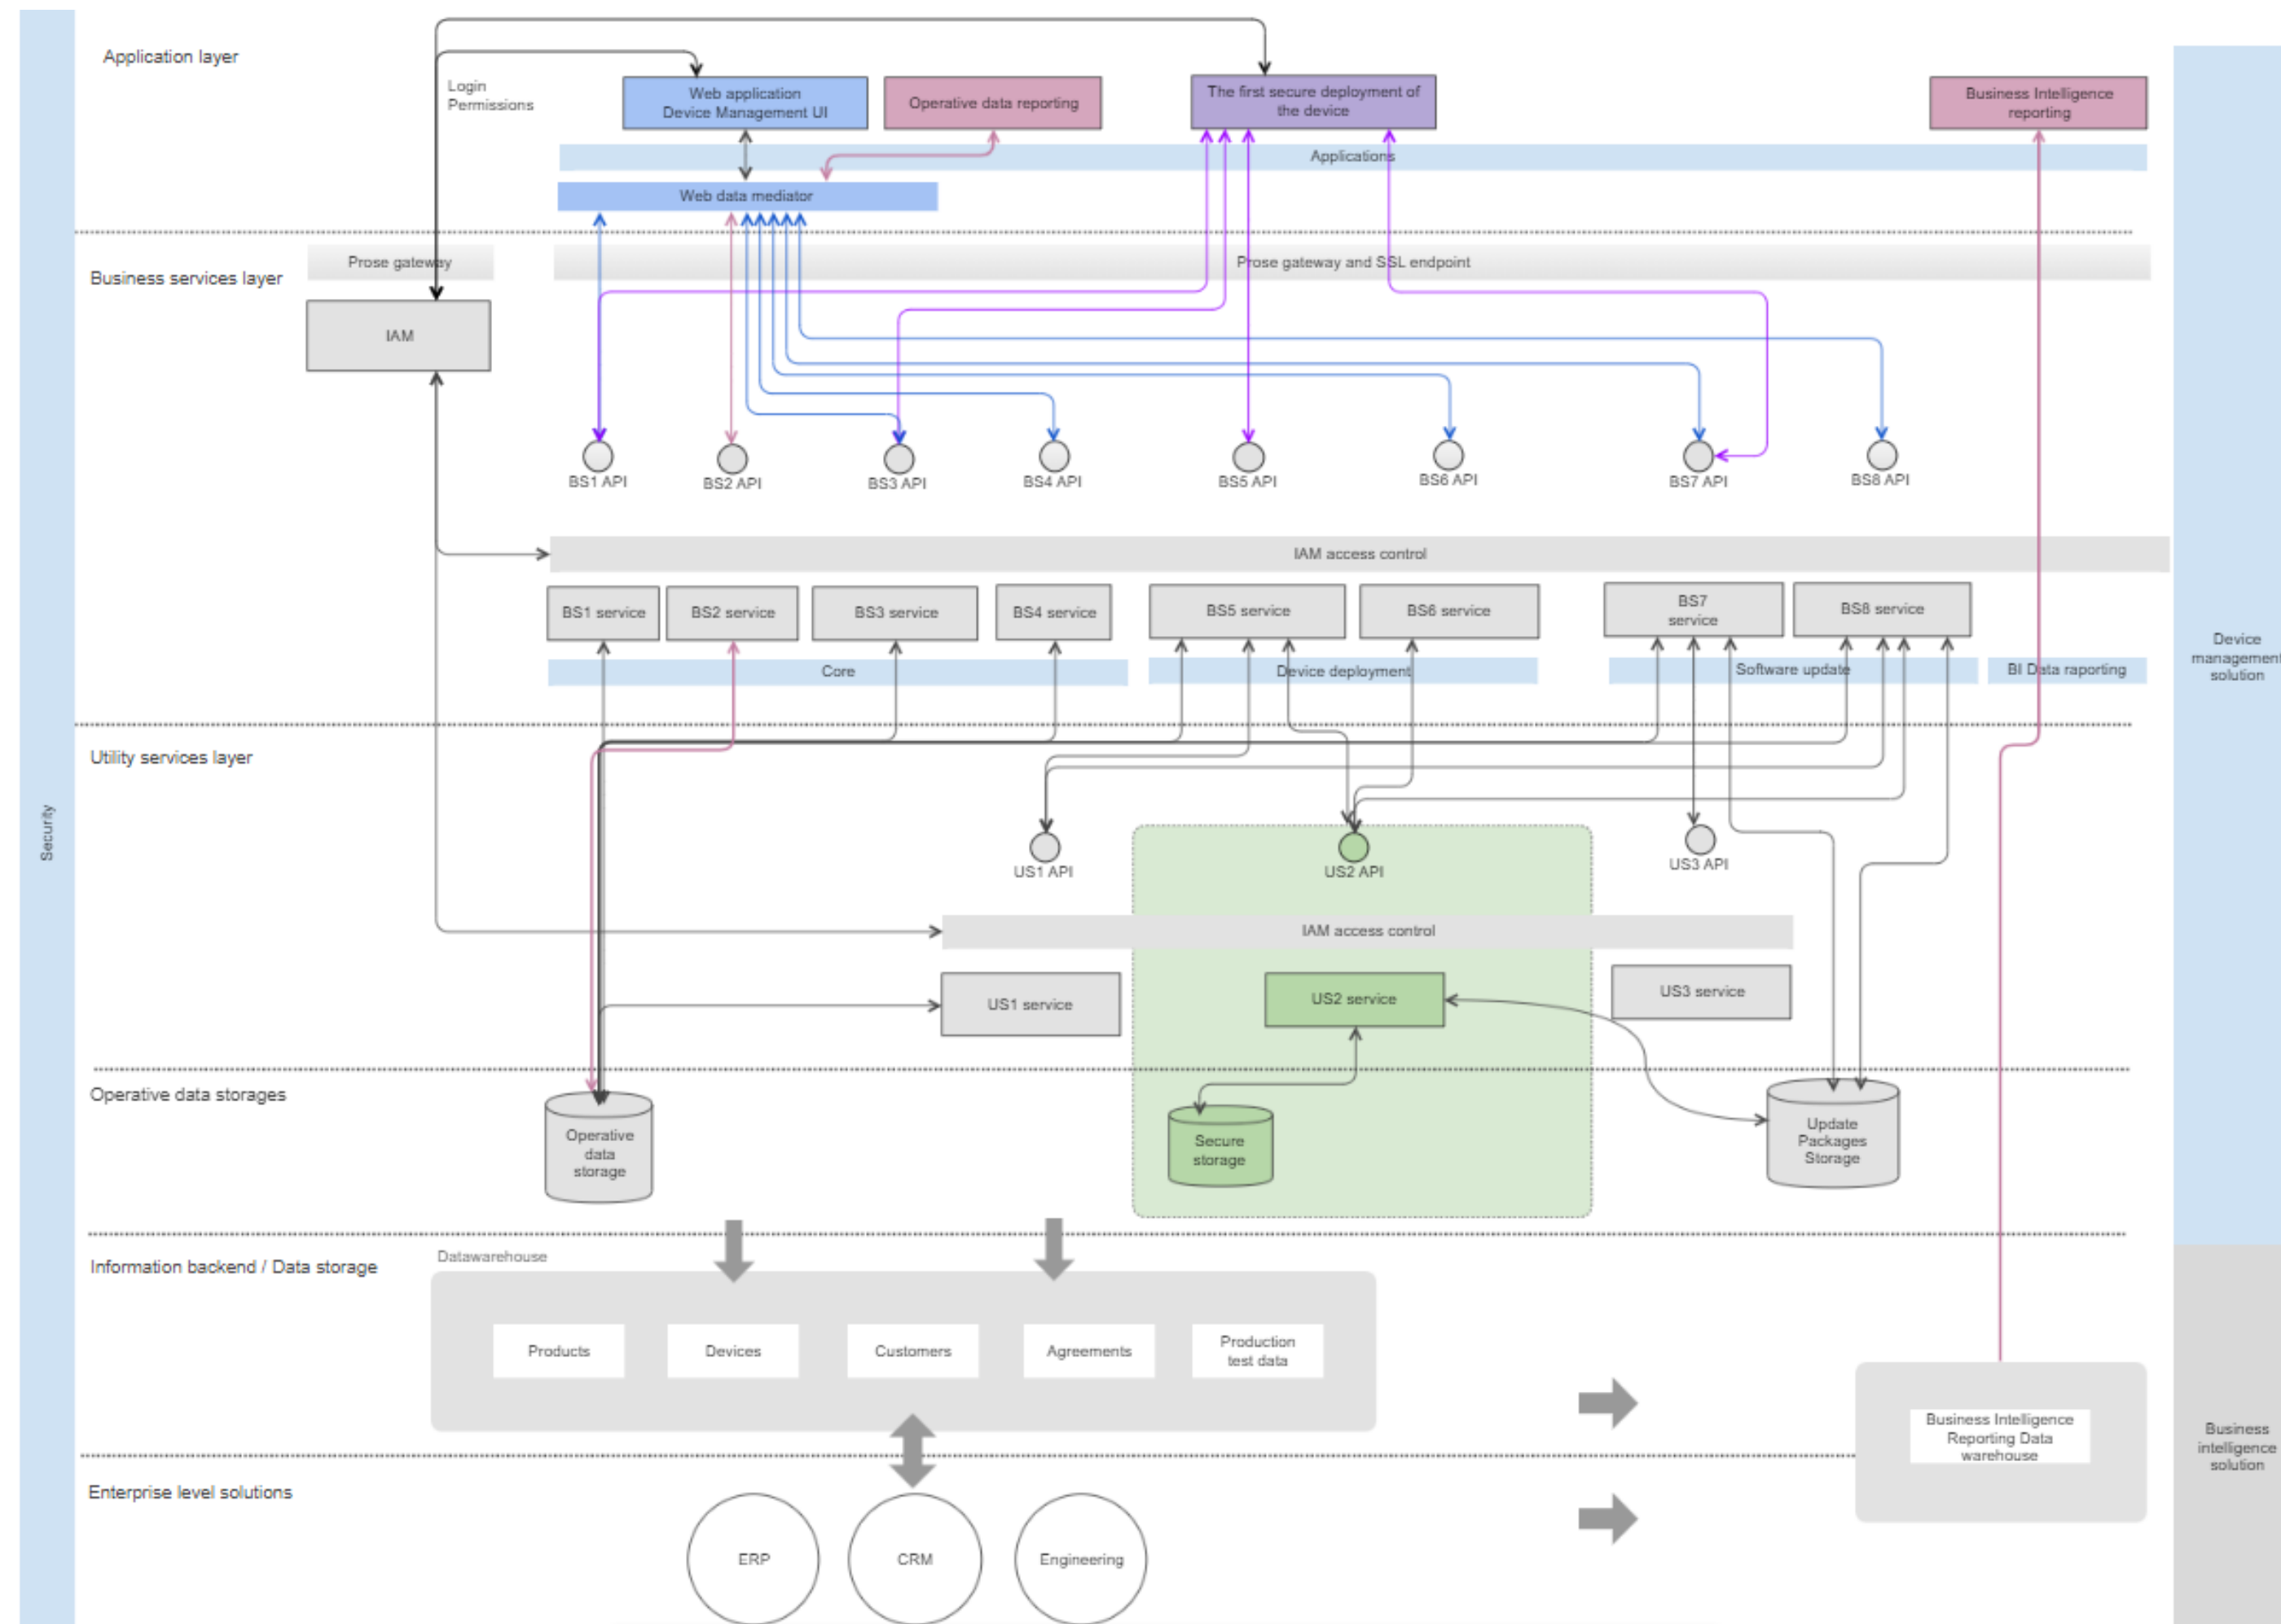 Application layer
Login
Permissions
Web application
Device Management UI
Operative data reporting
The first secure deployment of
the device
Business Intelligence
reporting
Applications
Web data mediator
Business services layer
Prose gateway
Prose gateway and SSL endpoint
IAM
BS1 API
BS2 API
BS3 API
BS4 API
BS5 API
BS6 API
BS7 API
BS8 API
IAM access control
BS1 service
BS2 service
BS3 service
BS4 service
BS5 service
BS6 service
BS7
service
BS8 service
Core
Device deployment
Software update
BI Data raporting
Device
management
solution
Utility services layer
Security
US1 API
US2 API
US3 API
IAM access control
US1 service
US2 service
US3 service
Operative data storages
Operative
data
storage
Secure
storage
Update
Packages
Storage
Information backend / Data storage
Datawarehouse
Products
Devices
Customers
Agreements
Production
test data
Business Intelligence
Reporting Data
warehouse
Business
intelligence
solution
Enterprise level solutions
ERP
CRM
Engineering